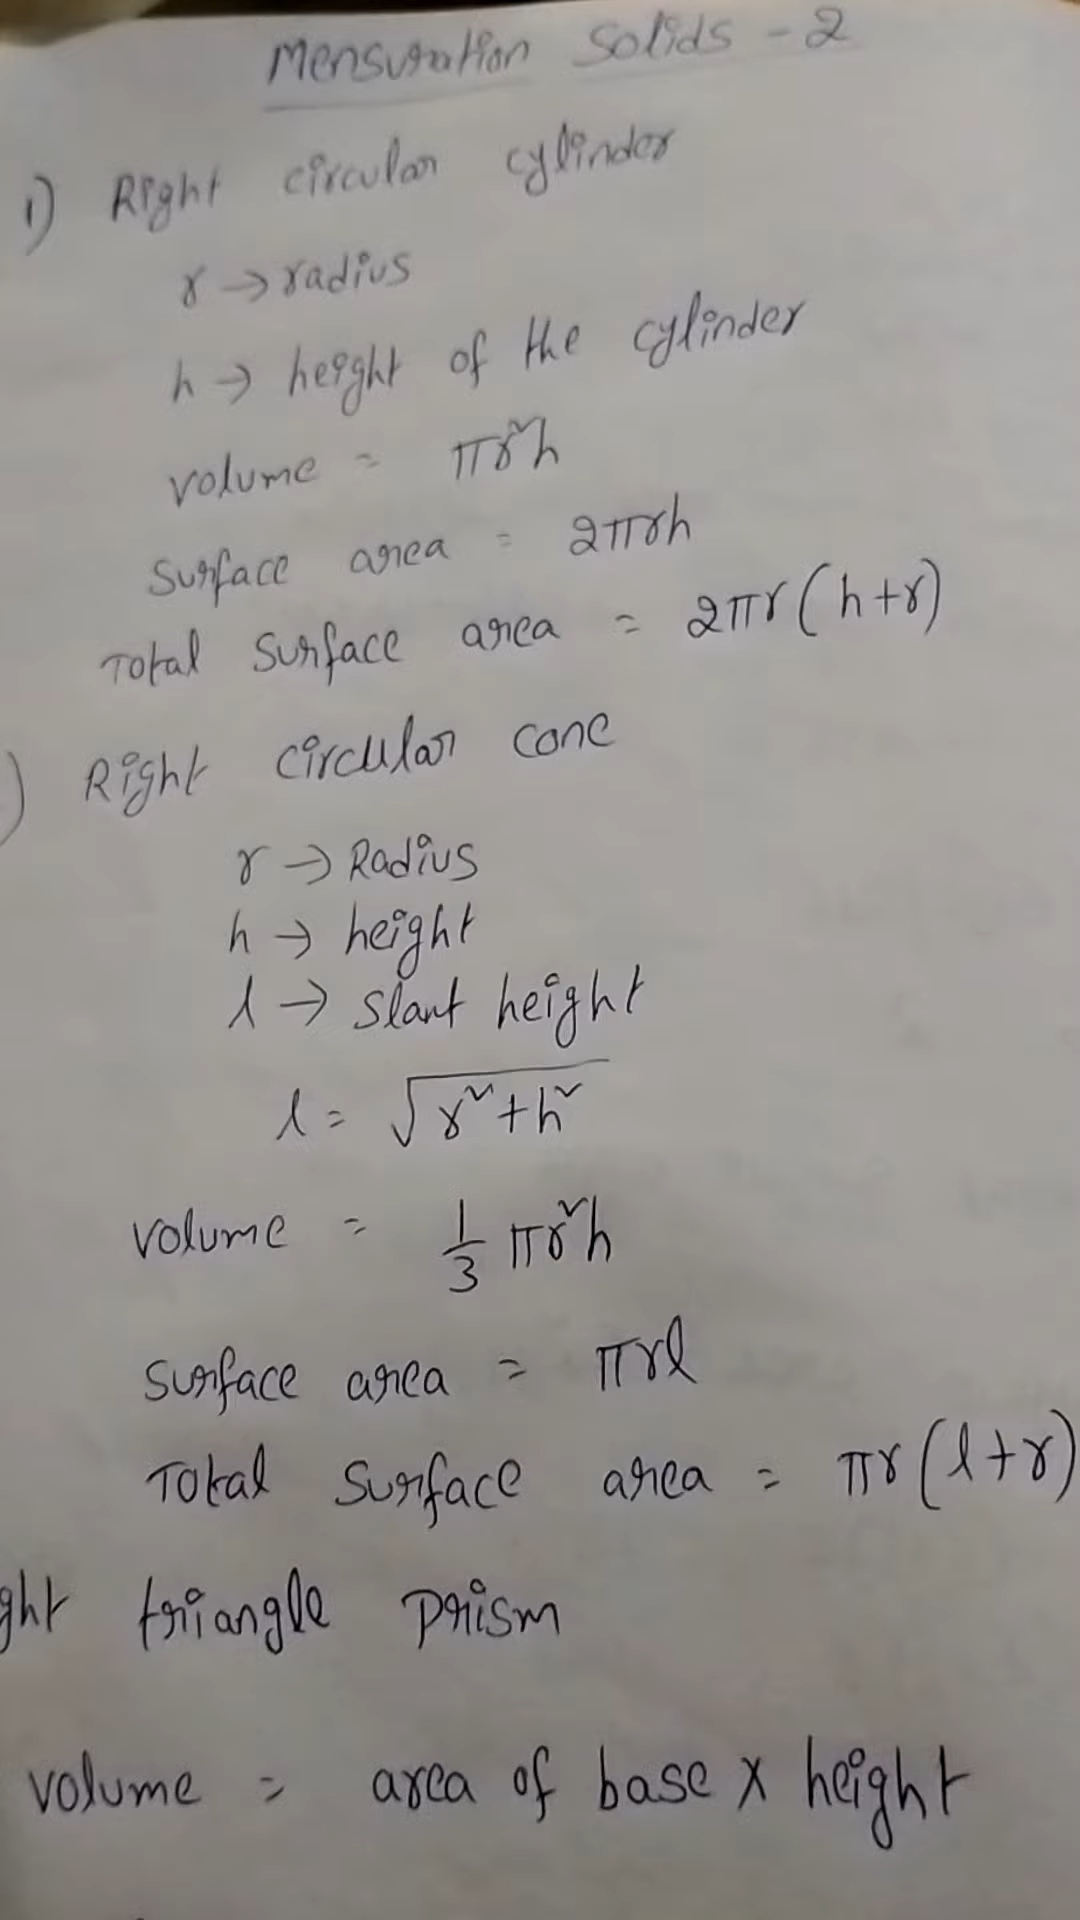 Mensuration Solids - 2
1) Right circular cylinder
r → radius
h → height of the cylinder
volume = πr²h
Surface area = 2πrh
Total surface area = 2πr(h+r)
) Right circular cone
r → Radius
h → height
l → slant height
l = √r²+h²
volume = 1/3 πr²h
surface area = πrl
Total surface area = πr(l+r)
ght triangle prism
volume = area of base x height